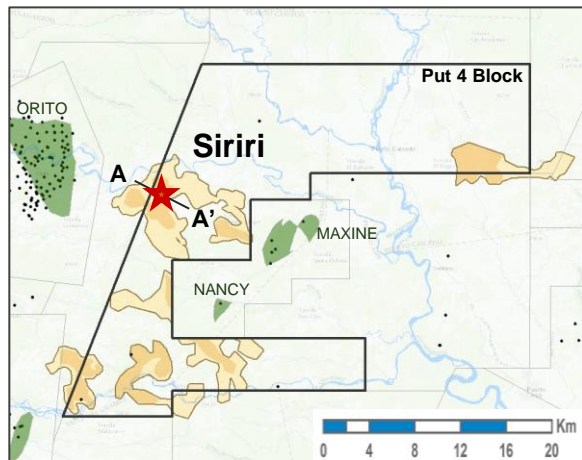 Put 4 Block
ORITO
Siriri
A
A’
MAXINE
NANCY
Km
0 4 8 12 16 20